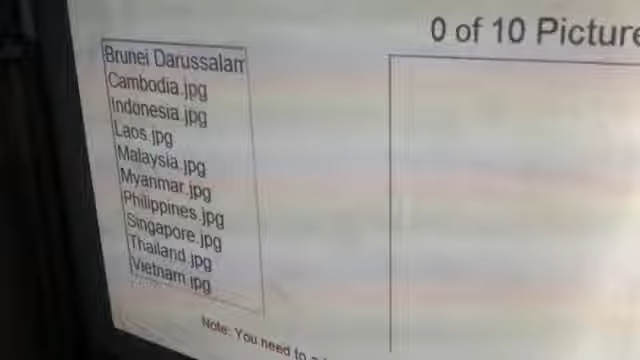 0 of 10 Picture
Brunei Darussalam
Cambodia.jpg
Indonesia.jpg
Laos.jpg
Malaysia.jpg
Myanmar.jpg
Philippines.jpg
Singapore.jpg
Thailand.jpg
Vietnam.jpg
Note: You need to